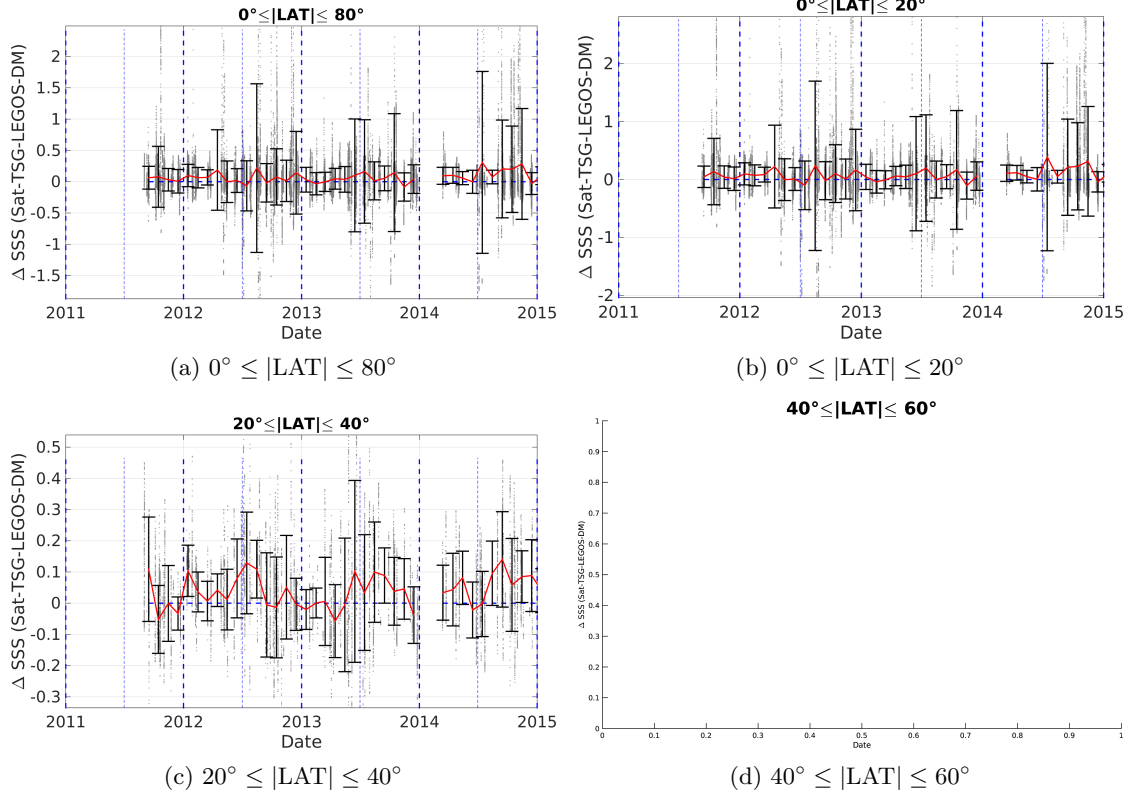 0°≤|LAT|≤ 80°
Δ SSS (Sat-TSG-LEGOS-DM)
2
1.5
1
0.5
0
-0.5
-1
-1.5
2011 2012 2013 2014 2015
Date
(a) 0° ≤ |LAT| ≤ 80°
0°≤|LAT|≤ 20°
Δ SSS (Sat-TSG-LEGOS-DM)
2
1
0
-1
-2
2011 2012 2013 2014 2015
Date
(b) 0° ≤ |LAT| ≤ 20°
20°≤|LAT|≤ 40°
Δ SSS (Sat-TSG-LEGOS-DM)
0.5
0.4
0.3
0.2
0.1
0
-0.1
-0.2
-0.3
2011 2012 2013 2014 2015
Date
(c) 20° ≤ |LAT| ≤ 40°
40°≤|LAT|≤ 60°
Δ SSS (Sat-TSG-LEGOS-DM)
1
0.9
0.8
0.7
0.6
0.5
0.4
0.3
0.2
0.1
0
0 0.1 0.2 0.3 0.4 0.5 0.6 0.7 0.8 0.9 1
Date
(d) 40° ≤ |LAT| ≤ 60°